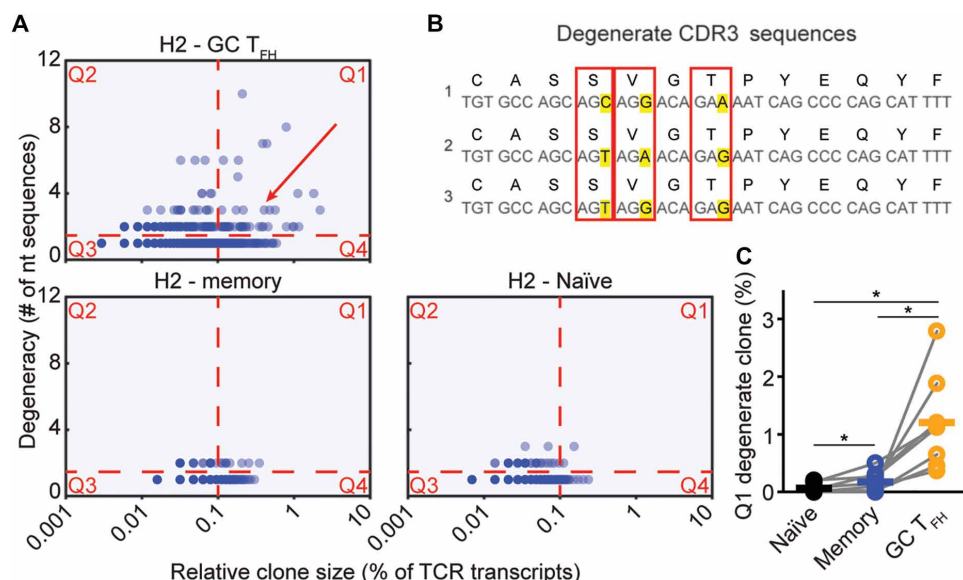 A
H2 - GC TFH
12
8
4
0
Q2
Q1
Q3
Q4
B
Degenerate CDR3 sequences
1
C A S S V G T P Y E Q Y F
TGT GCC AGC AGC AGG ACA GAA AAT CAG CCC CAG CAT TTT
2
C A S S V G T P Y E Q Y F
TGT GCC AGC AGT AGA ACA GAG AAT CAG CCC CAG CAT TTT
3
C A S S V G T P Y E Q Y F
TGT GCC AGC AGT AGG ACA GAG AAT CAG CCC CAG CAT TTT
Degeneracy (# of nt sequences)
H2 - memory
12
8
4
0
Q2
Q1
Q3
Q4
0.001
0.01
0.1
1
10
H2 - Naïve
Q2
Q1
Q3
Q4
0.001
0.01
0.1
1
10
Relative clone size (% of TCR transcripts)
C
Q1 degenerate clone (%)
3
2
1
0
*
*
*
Naïve
Memory
GC TFH